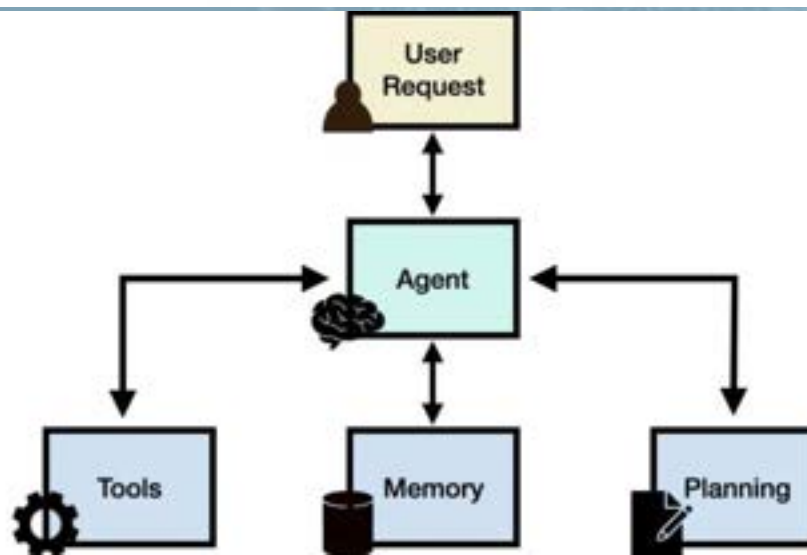 User
Request
Agent
Tools
Memory
Planning